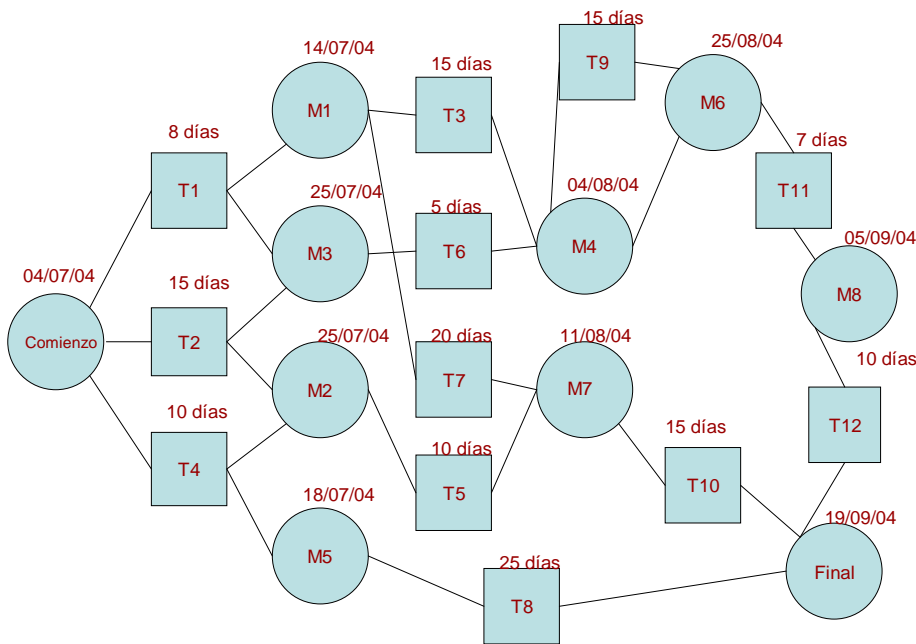 15 días
25/08/04
14/07/04
15 días
T9
M6
M1
T3
8 días
7 días
T1
25/07/04
5 días
04/08/04
T11
M3
T6
M4
05/09/04
04/07/04
M8
15 días
Comienzo
T2
25/07/04
20 días
11/08/04
10 días
M2
T7
M7
10 días
T12
T4
10 días
15 días
T5
T10
18/07/04
19/09/04
M5
25 días
Final
T8